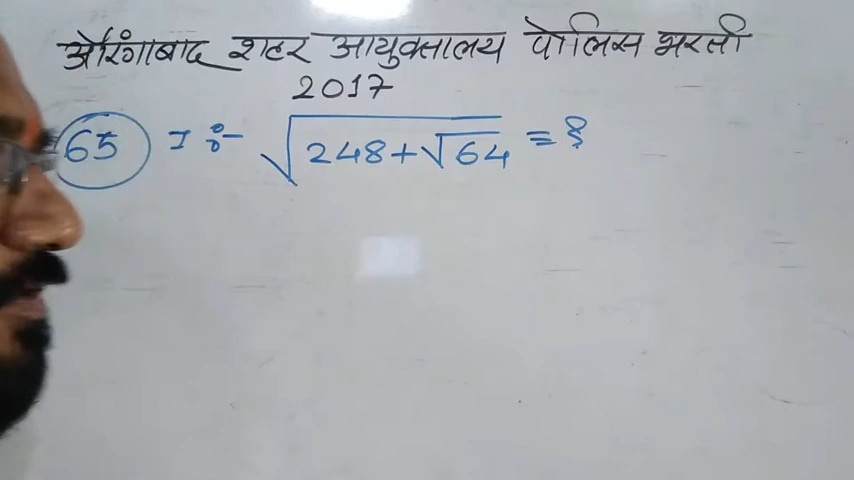 औरंगाबाद शहर आयुक्तालय पोलिस भरती
2017
65 I ÷ √248+√64 = ?